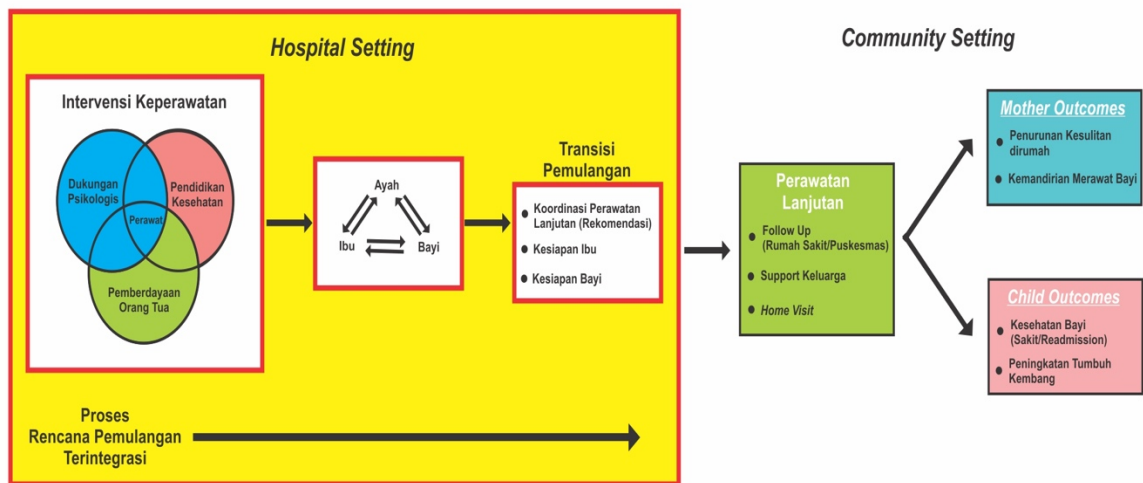 Hospital Setting
Intervensi Keperawatan
Dukungan
Psikologis
Pendidikan
Kesehatan
Perawat
Pemberdayaan
Orang Tua
Ayah
Ibu
Bayi
Transisi
Pemulangan
Koordinasi Perawatan
Lanjutan (Rekomendasi)
Kesiapan Ibu
Kesiapan Bayi
Proses
Rencana Pemulangan
Terintegrasi
Community Setting
Perawatan
Lanjutan
Follow Up
(Rumah Sakit/Puskesmas)
Support Keluarga
Home Visit
Mother Outcomes
Penurunan Kesulitan
dirumah
Kemandirian Merawat Bayi
Child Outcomes
Kesehatan Bayi
(Sakit/Readmission)
Peningkatan Tumbuh
Kembang